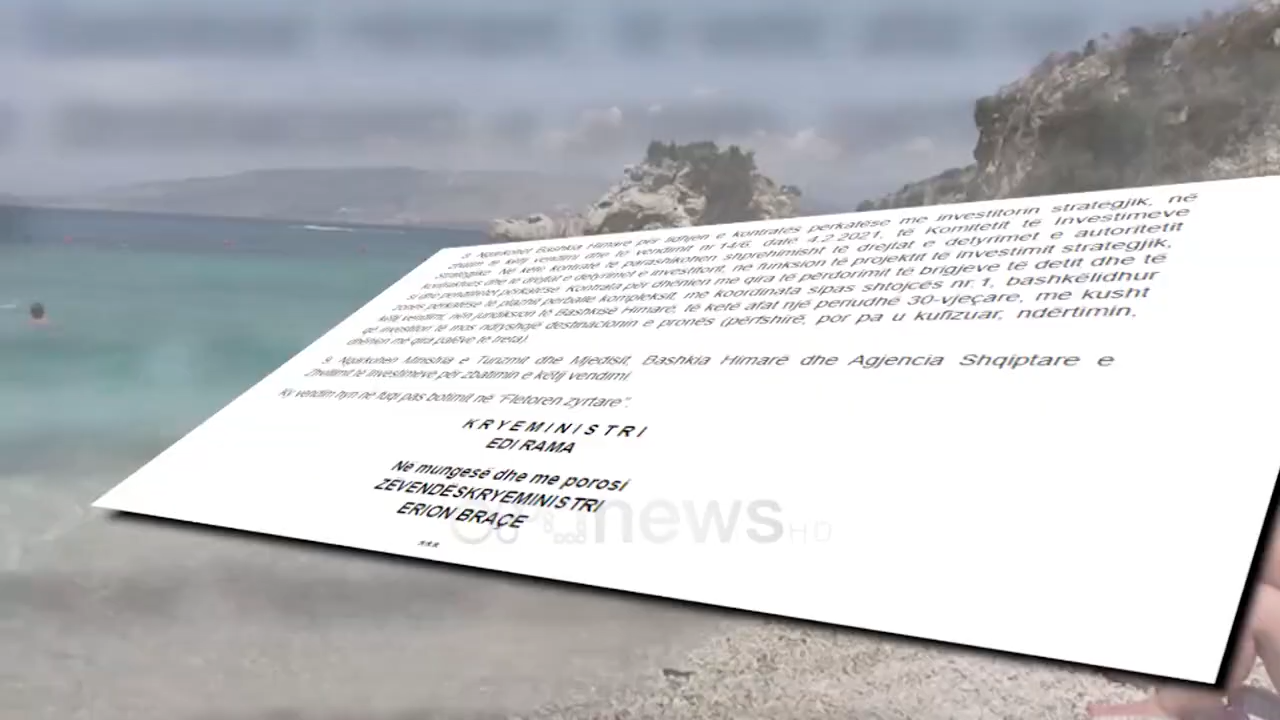 Ngarkohet Bashkia Himarë për lidhjen e kontratës përkatëse me investitorin strategjik, në
zbatim të këtij vendimi dhe të vendimit nr.14/6, datë 4.2.2021, të Komitetit të Investimeve
Strategjike. Në këtë kontratë të parashikohen shprehimisht të drejtat e detyrimet e autoritetit
kontraktues dhe të drejtat e detyrimet e investitorit, në funksion të projektit të investimit strategjik,
si dhe penalitetet përkatëse. Kontrata për dhënien me qira të përdorimit të brigjeve të detit dhe të
zonës përkatëse të plazhit përballë kompleksit, me koordinata sipas shtojcës nr.1, bashkëlidhur
këtij vendimi, nën juridiksion të Bashkisë Himarë, të ketë afat një periudhë 30-vjeçare, me kusht
që investitori të mos ndryshojë destinacionin e pronës (përfshirë, por pa u kufizuar, ndërtimin,
dhënien me qira palëve të treta).
9. Ngarkohen Ministria e Turizmit dhe Mjedisit, Bashkia Himarë dhe Agjencia Shqiptare e
Zhvillimit të Investimeve për zbatimin e këtij vendimi.
Ky vendim hyn në fuqi pas botimit në "Fletoren zyrtare".
KRYEMINISTRI
EDI RAMA
Në mungesë dhe me porosi
ZËVENDËSKRYEMINISTRI
ERION BRAÇE
***
news HD